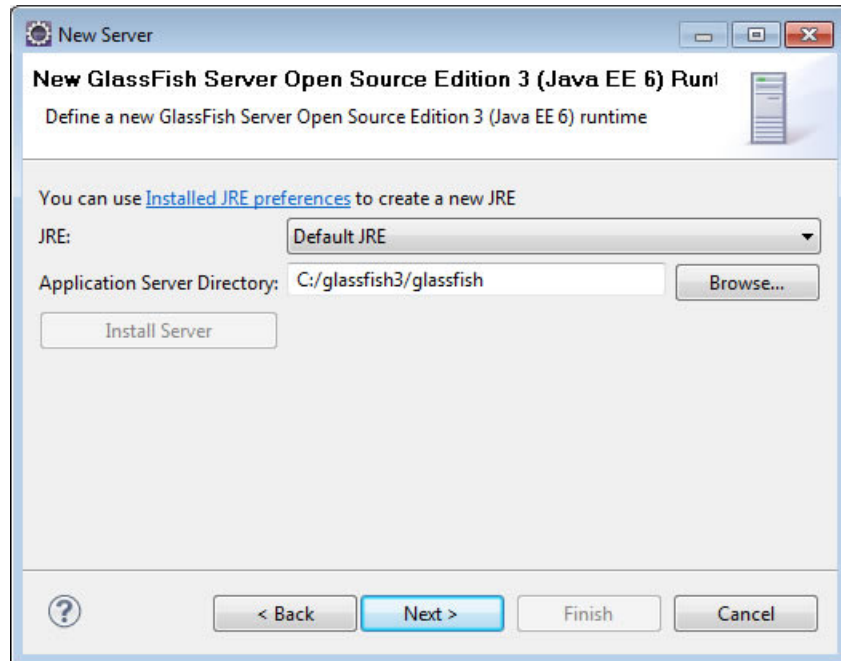 New Server
New GlassFish Server Open Source Edition 3 (Java EE 6) Runt
Define a new GlassFish Server Open Source Edition 3 (Java EE 6) runtime
You can use Installed JRE preferences to create a new JRE
JRE: Default JRE
Application Server Directory: C:/glassfish3/glassfish Browse...
Install Server
? < Back Next > Finish Cancel